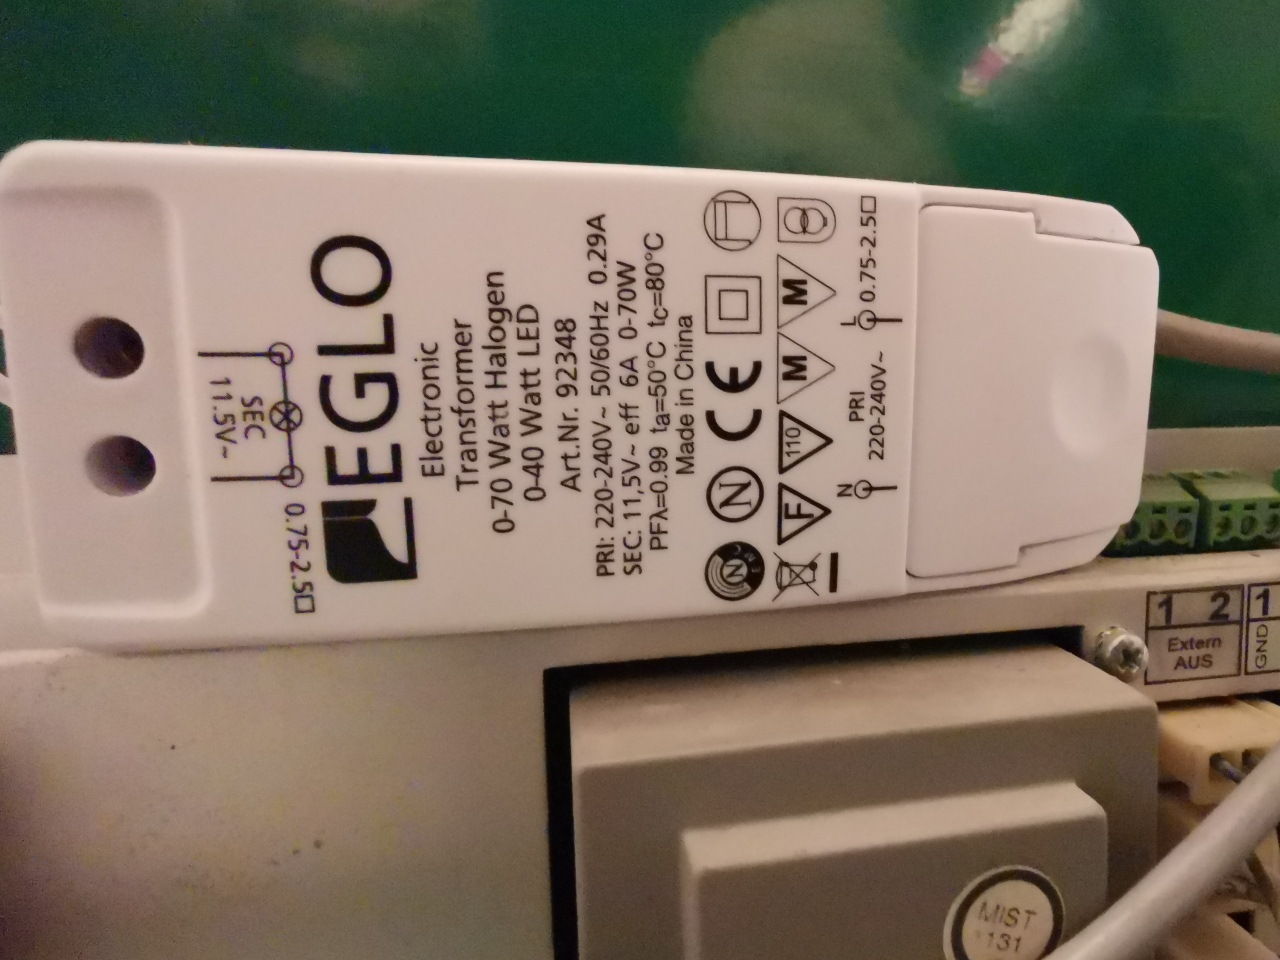 EGLO
Electronic
Transformer
0-70 Watt Halogen
0-40 Watt LED
Art.Nr. 92348
PRI: 220-240V~ 50/60Hz 0.29A
SEC: 11,5V~ eff 6A 0-70W
PFλ=0.99 ta=50°C tc=80°C
Made in China
N CE
EMC
F 110 M M
N PRI L 0.75-2.5□
220-240V~
SEC
11.5V~
0.75-2.5□
1 2
Extern
AUS
1
GND
MIST
131